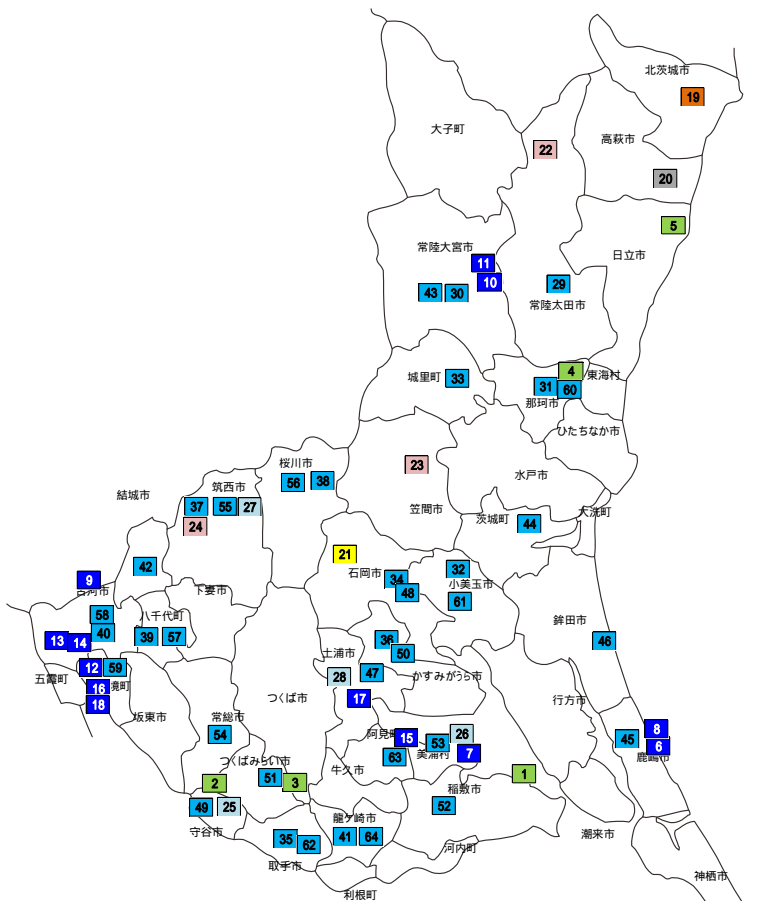 北茨城市
19
大子町
高萩市
22
20
5
常陸大宮市
日立市
11
10
43 30
29
常陸太田市
4
東海村
城里町 33
31 60
那珂市
ひたちなか市
桜川市
23
水戸市
56 38
結城市
筑西市
37 55 27
笠間市
大洗町
茨城町 44
24
21
42
石岡市
32
9
古河市
34
小美玉市
下妻市
48
61
58
八千代町
鉾田市
40
39 57
13 14
36
46
50
土浦市
12 59
47
かすみがうら市
五霞町
28
16 境町
つくば市
17
行方市
18
坂東市
常総市
8
54
阿見町 15
26
45
6
53
美浦村 7
鹿嶋市
つくばみらい市
63
牛久市
51 3
1
2
稲敷市
49 25
52
龍ケ崎市
守谷市
潮来市
35 62
41 64
河内町
取手市
神栖市
利根町